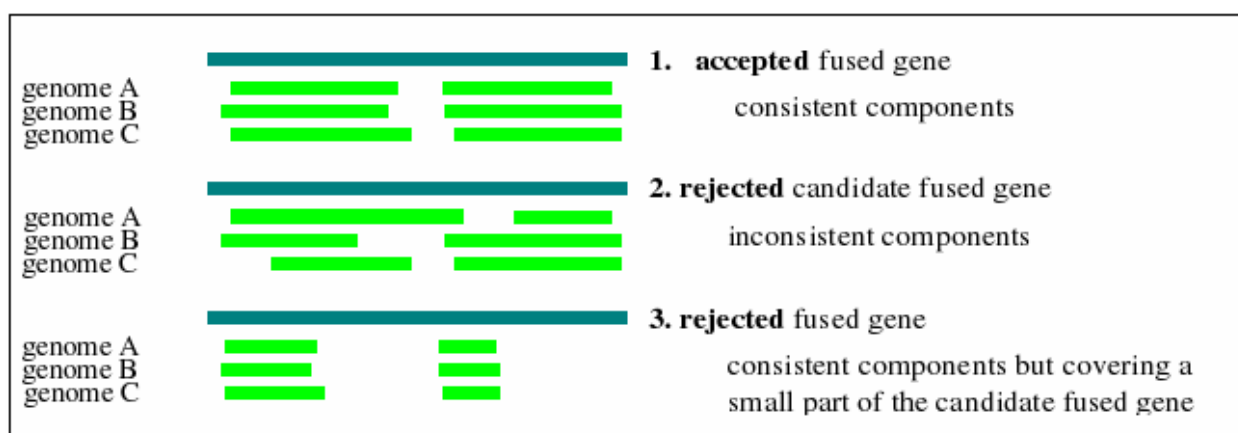 1. accepted fused gene
genome A
genome B
consistent components
genome C
2. rejected candidate fused gene
genome A
genome B
inconsistent components
genome C
3. rejected fused gene
genome A
consistent components but covering a
genome B
genome C
small part of the candidate fused gene